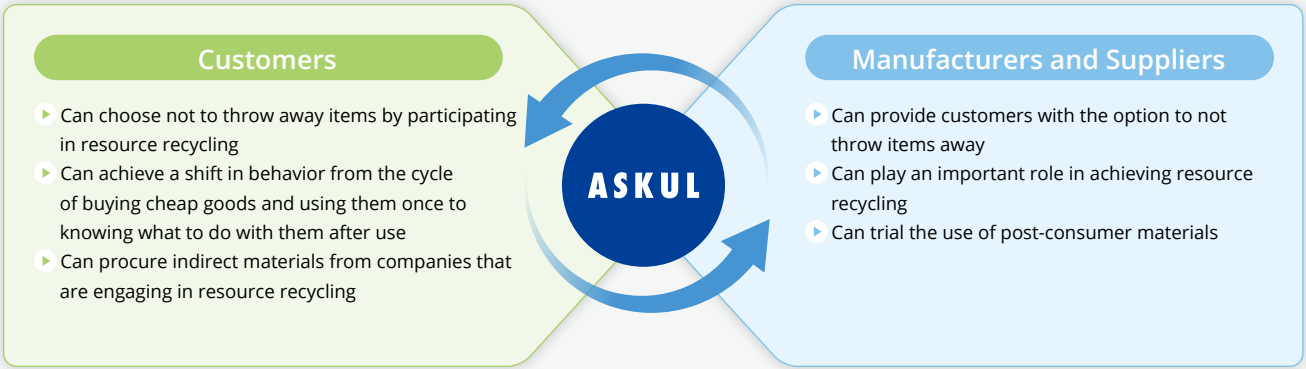 Customers
Can choose not to throw away items by participating
in resource recycling
Can achieve a shift in behavior from the cycle
of buying cheap goods and using them once to
knowing what to do with them after use
Can procure indirect materials from companies that
are engaging in resource recycling
ASKUL
Manufacturers and Suppliers
Can provide customers with the option to not
throw items away
Can play an important role in achieving resource
recycling
Can trial the use of post-consumer materials